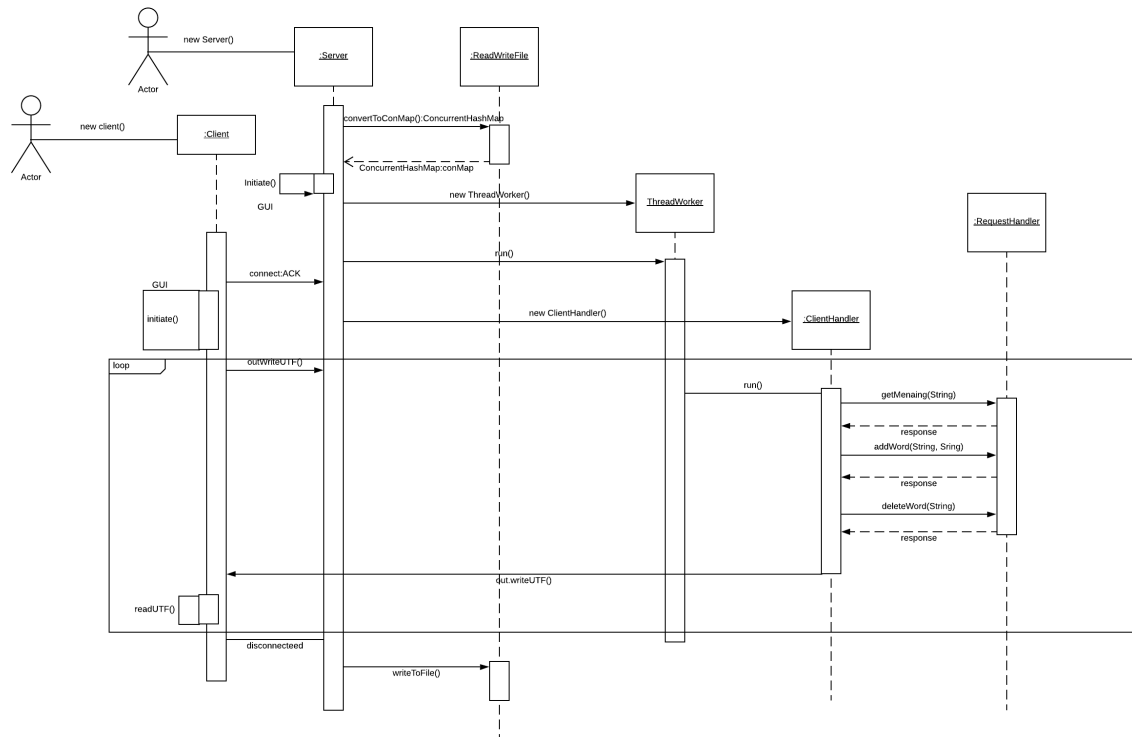 new Server()
:Server
:ReadWriteFile
Actor
new client()
:Client
Actor
convertToConMap():ConcurrentHashMap
ConcurrentHashMap:conMap
Initiate()
GUI
new ThreadWorker()
ThreadWorker
:RequestHandler
run()
connect:ACK
GUI
initiate()
new ClientHandler()
:ClientHandler
loop
outWriteUTF()
run()
getMenaing(String)
response
addWord(String, Sring)
response
deleteWord(String)
response
out.writeUTF()
readUTF()
disconnecteed
writeToFile()